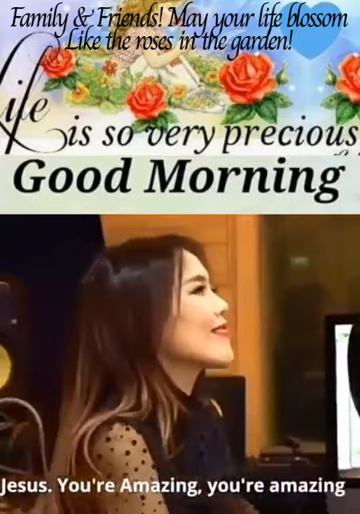 Family & Friends! May your life blossom
Like the roses in the garden!
Life
is so very precious
Good Morning
Jesus. You're Amazing, you're amazing